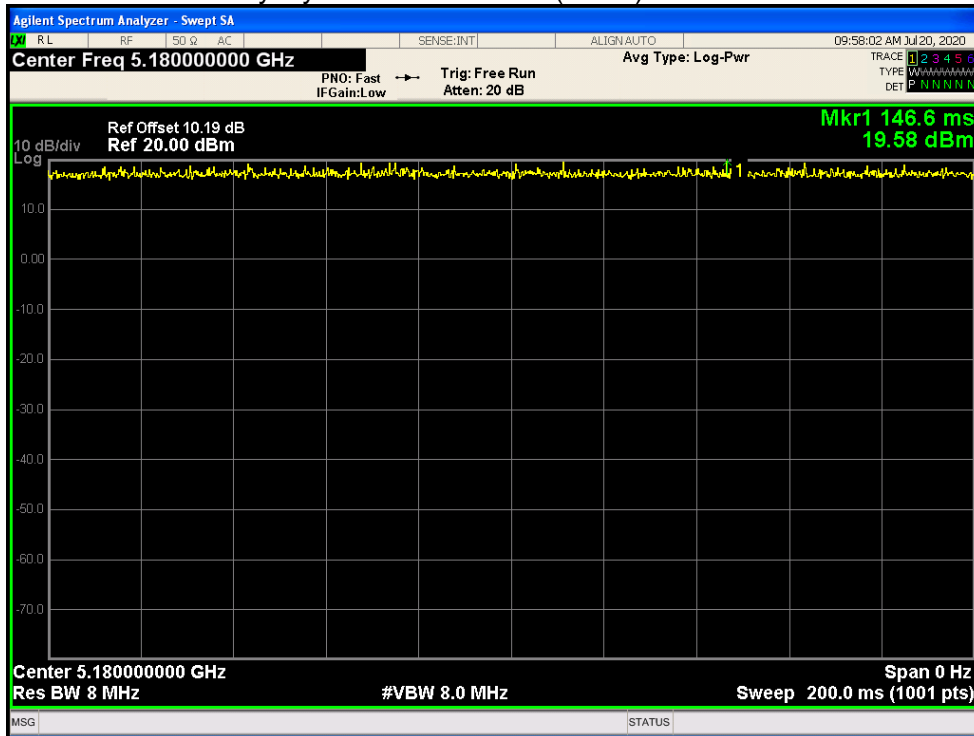 Agilent Spectrum Analyzer - Swept SA
LXI RL RF 50 Ω AC SENSE:INT ALIGN AUTO 09:58:02 AM Jul 20, 2020
Center Freq 5.180000000 GHz Avg Type: Log-Pwr TRACE 1 2 3 4 5 6
PNO: Fast Trig: Free Run TYPE
IFGain:Low Atten: 20 dB DET P N N N N N
Mkr1 146.6 ms
Ref Offset 10.19 dB 19.58 dBm
10 dB/div Ref 20.00 dBm
Log
1
10.0
0.00
-10.0
-20.0
-30.0
-40.0
-50.0
-60.0
-70.0
Center 5.180000000 GHz Span 0 Hz
Res BW 8 MHz #VBW 8.0 MHz Sweep 200.0 ms (1001 pts)
MSG STATUS